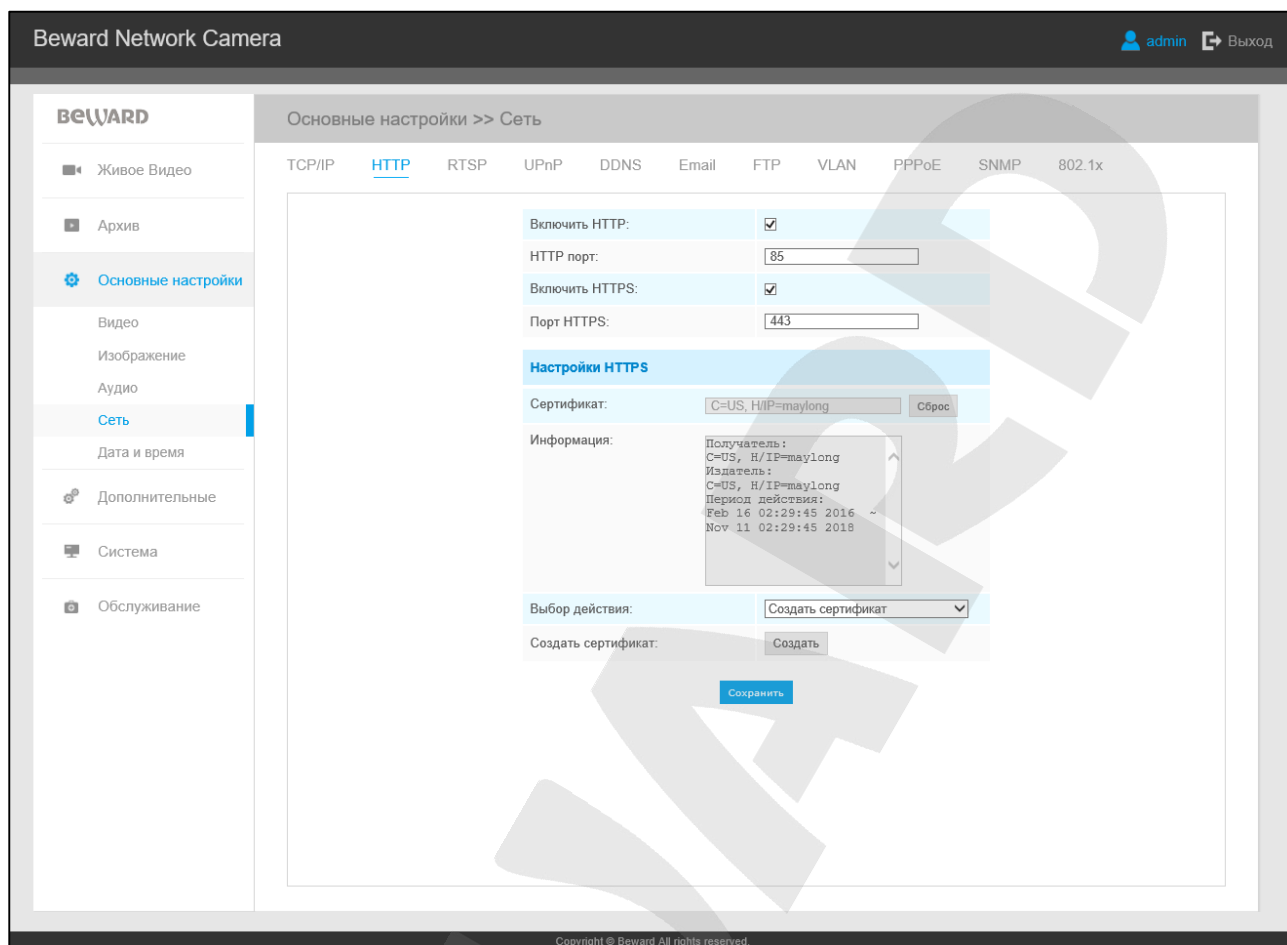 Beward Network Camera
admin Выход
BEWARD
Основные настройки >> Сеть
Живое Видео
Архив
Основные настройки
Видео
Изображение
Аудио
Сеть
Дата и время
Дополнительные
Система
Обслуживание
TCP/IP HTTP RTSP UPnP DDNS Email FTP VLAN PPPoE SNMP 802.1x
Включить HTTP:
HTTP порт: 85
Включить HTTPS:
Порт HTTPS: 443
Настройки HTTPS
Сертификат: C=US, H/IP=maylong Сброс
Информация:
Получатель:
C=US, H/IP=maylong
Издатель:
C=US, H/IP=maylong
Период действия:
Feb 16 02:29:45 2016 ~
Nov 11 02:29:45 2018
Выбор действия: Создать сертификат
Создать сертификат: Создать
Сохранить
Copyright © Beward All rights reserved.